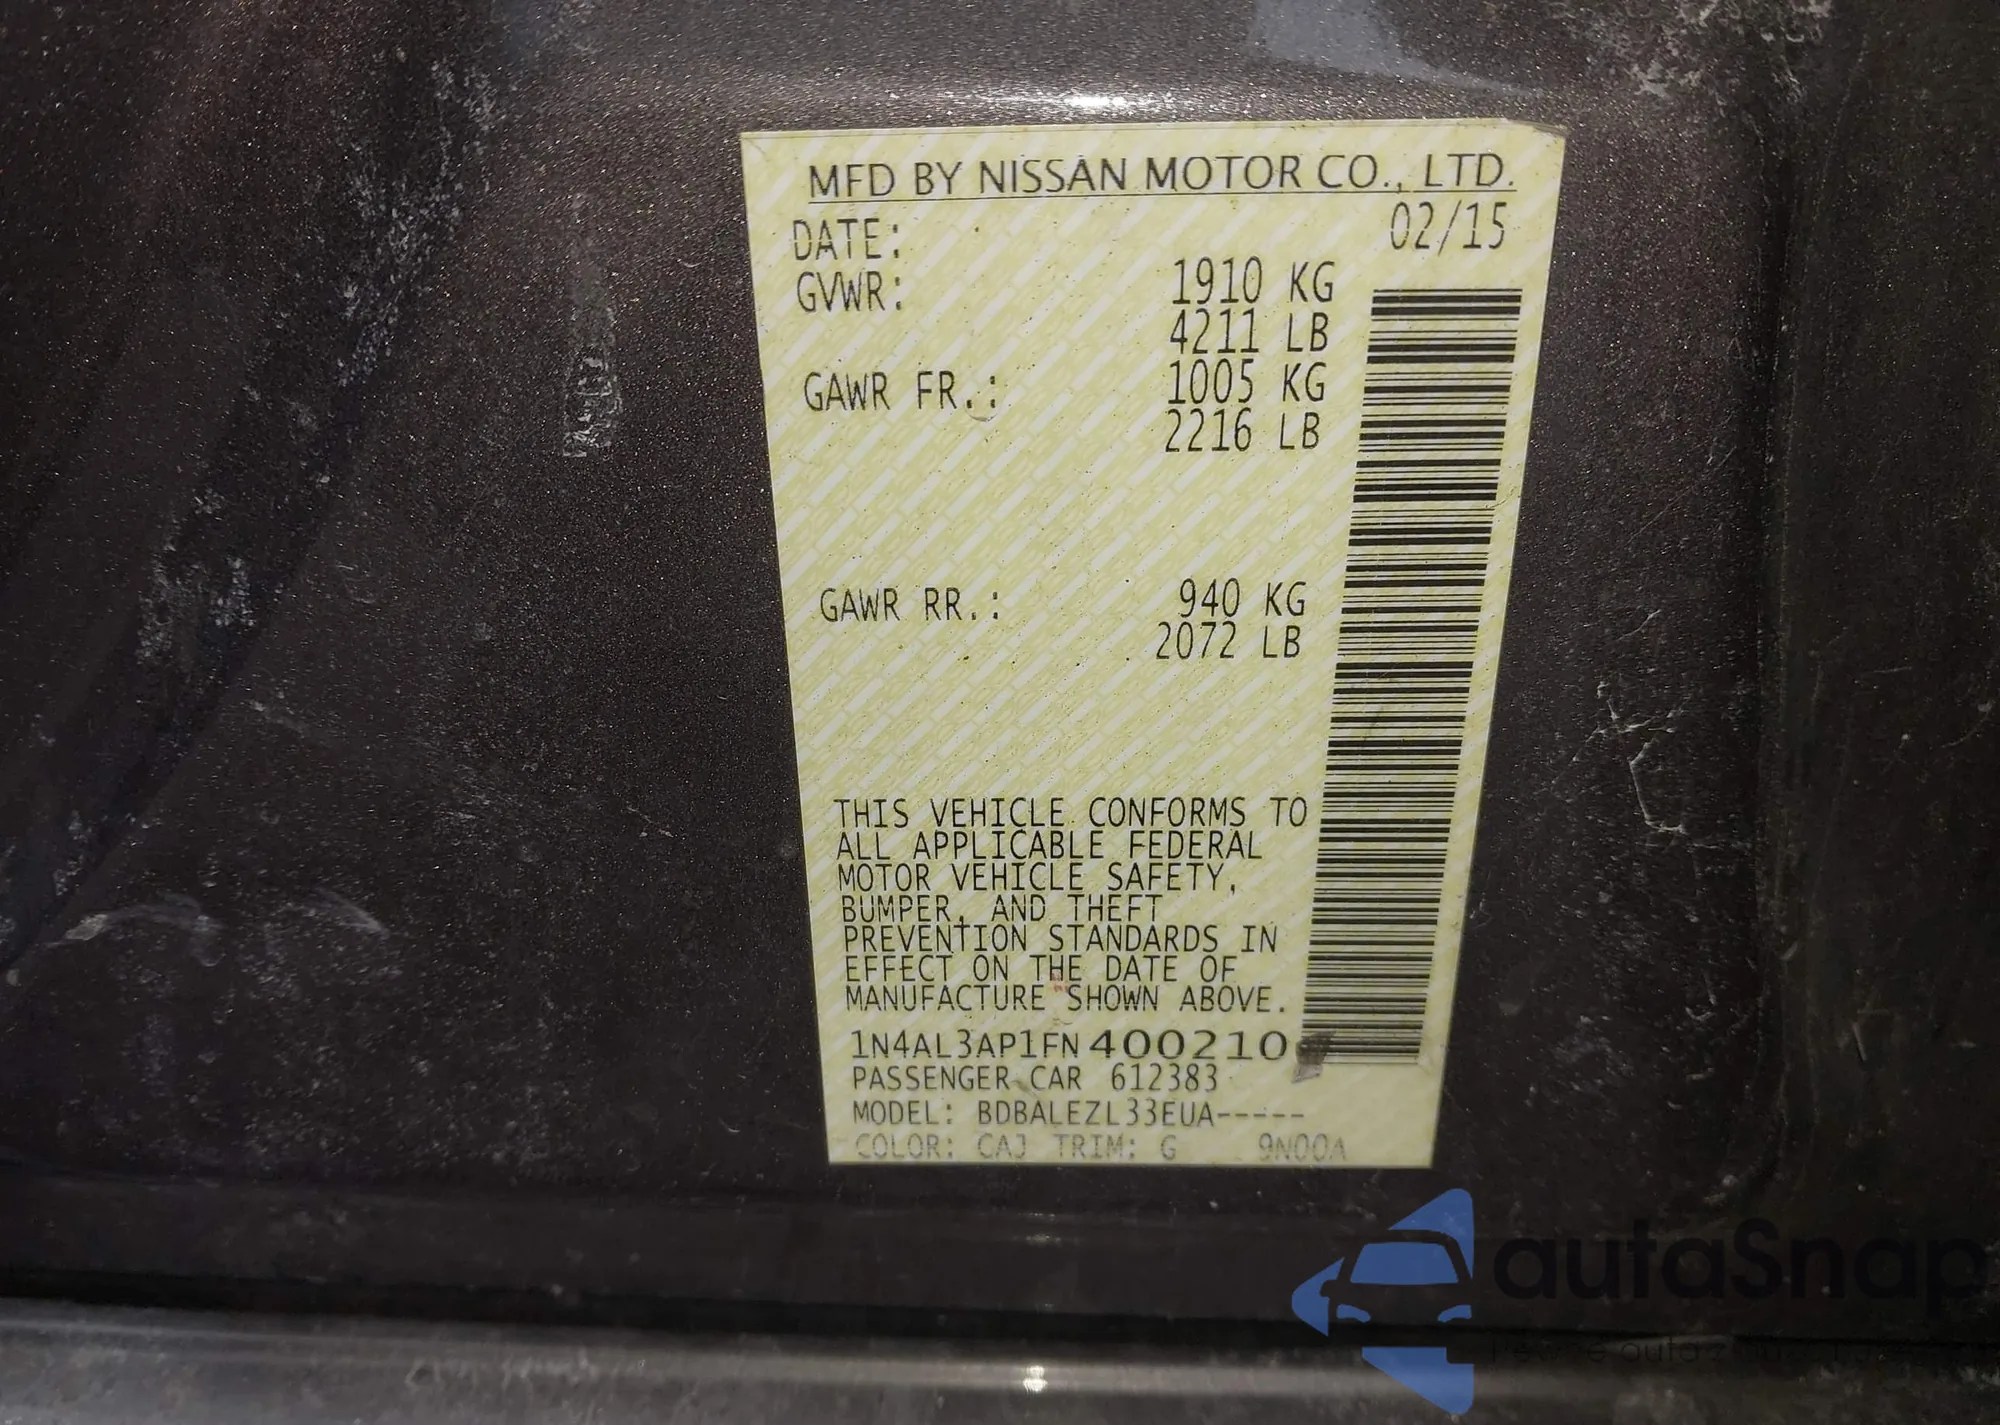 MFD BY NISSAN MOTOR CO., LTD.
DATE: 02/15
GVWR: 1910 KG
4211 LB
GAWR FR.: 1005 KG
2216 LB
GAWR RR.: 940 KG
2072 LB
THIS VEHICLE CONFORMS TO
ALL APPLICABLE FEDERAL
MOTOR VEHICLE SAFETY,
BUMPER, AND THEFT
PREVENTION STANDARDS IN
EFFECT ON THE DATE OF
MANUFACTURE SHOWN ABOVE.
1N4AL3AP1FN400210
PASSENGER CAR 612383
MODEL: BDBALEZL33EUA-----
COLOR: CAJ TRIM: G 9N00A
autaSnap